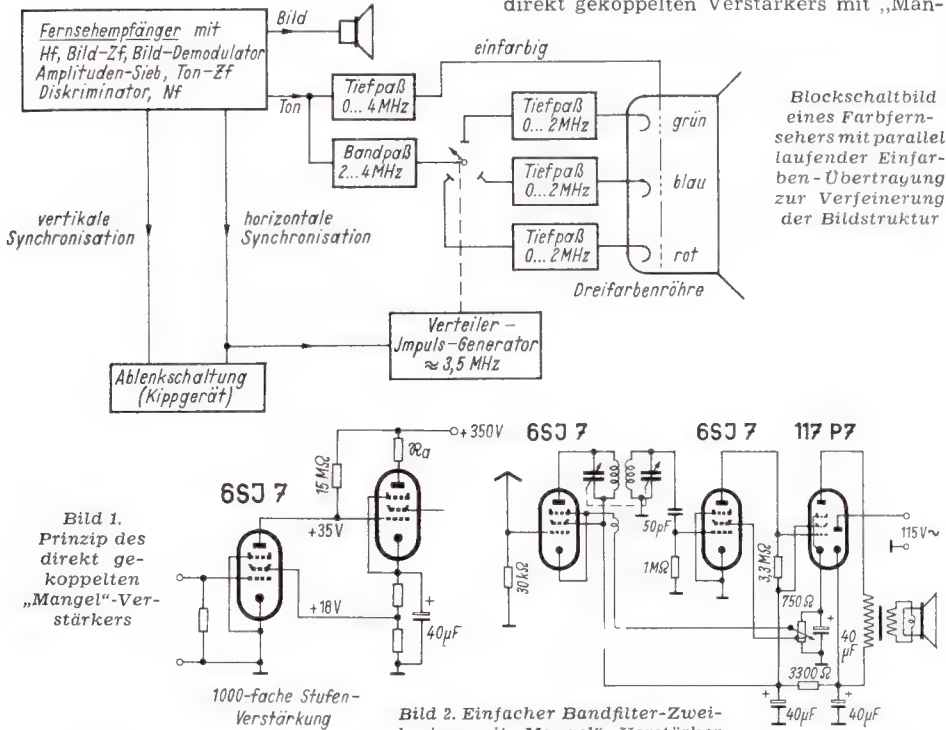 direkt gekoppelten Verstärkers mit „Man-
Fernsehempfänger mit
Hf, Bild-Zf, Bild-Demodulator
Amplituden-Sieb, Ton-Zf
Diskriminator, Nf
Bild
Ton
einfarbig
Tiefpaß
0...4MHz
Bandpaß
2...4MHz
Tiefpaß
0...2MHz
grün
Tiefpaß
0...2MHz
blau
Tiefpaß
0...2MHz
rot
Dreifarbenröhre
Blockschaltbild
eines Farbfern-
sehers mit parallel
laufender Einfar-
ben-Übertragung
zur Verfeinerung
der Bildstruktur
vertikale
Synchronisation
horizontale
Synchronisation
Verteiler-
Jmpuls-Generator
≈ 3,5 MHz
Ablenkschaltung
(Kippgerät)
Bild 1.
Prinzip des
direkt ge-
koppelten
„Mangel“-Ver-
stärkers
6SJ 7
15 MΩ
Ra
+350V
+35V
+18V
+
40µF
1000-fache Stufen-
Verstärkung
6SJ 7
6SJ 7
117 P7
30 kΩ
50pF
1MΩ
3,3MΩ
750Ω
115V~
+
40
µF
3300 Ω
+
40µF
+
40µF
Bild 2. Einfacher Bandfilter-Zwei-